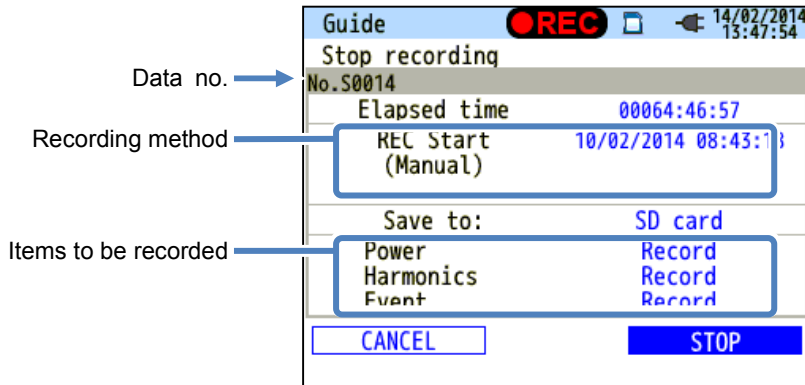 Guide REC 14/02/2014
13:47:54
Stop recording
Data no.
No.S0014
Elapsed time 00064:46:57
Recording method
REC Start 10/02/2014 08:43:13
(Manual)
Save to: SD card
Items to be recorded
Power Record
Harmonics Record
Event Record
CANCEL STOP